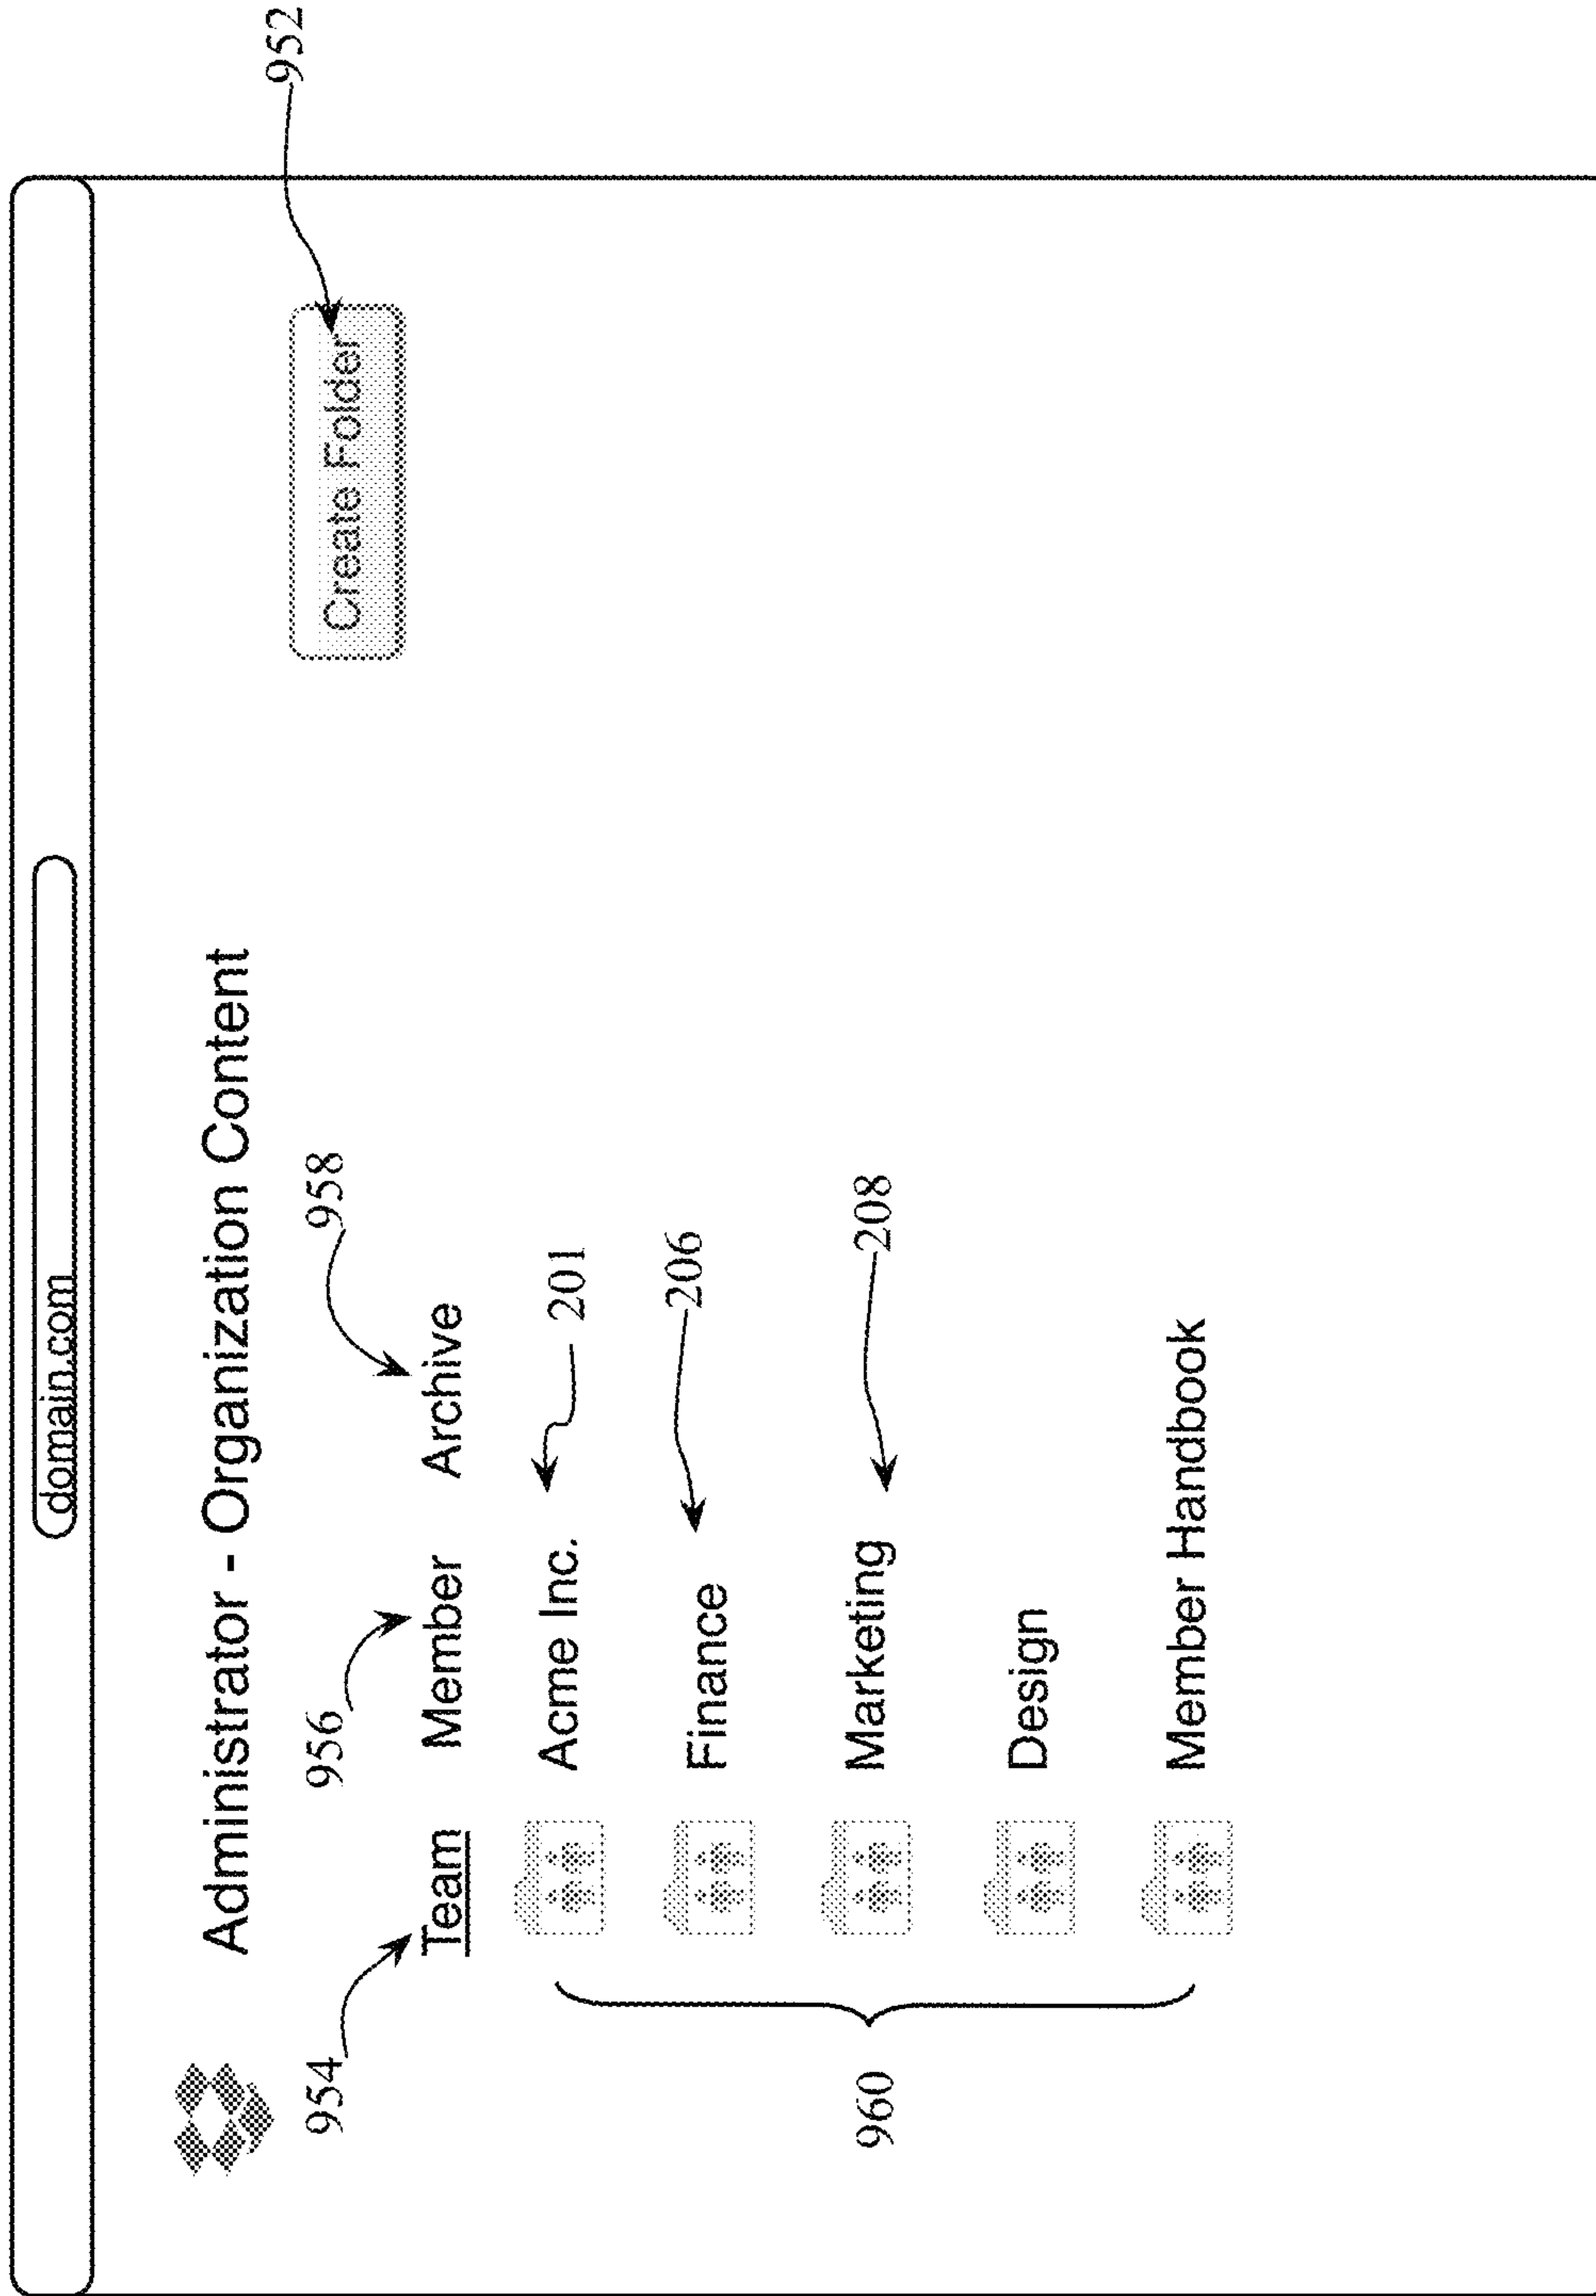 domain.com
952
Administrator - Organization Content
Create Folder
954 956 958
Team Member Archive
Acme Inc. 201
Finance 206
960 Marketing 208
Design
Member Handbook